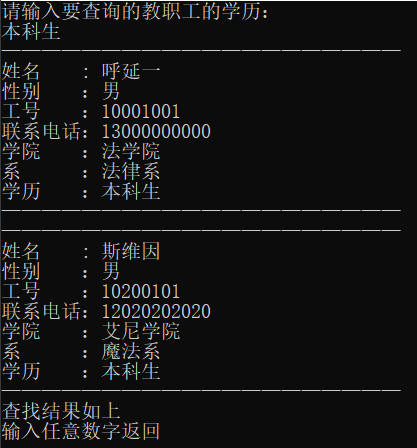 请输入要查询的教职工的学历：
本科生
————————————————————
姓名    ：呼延一
性别    ：男
工号    ：10001001
联系电话：13000000000
学院    ：法学院
系      ：法律系
学历    ：本科生
————————————————————
————————————————————
姓名    ：斯维因
性别    ：男
工号    ：10200101
联系电话：12020202020
学院    ：艾尼学院
系      ：魔法系
学历    ：本科生
————————————————————
查找结果如上
输入任意数字返回